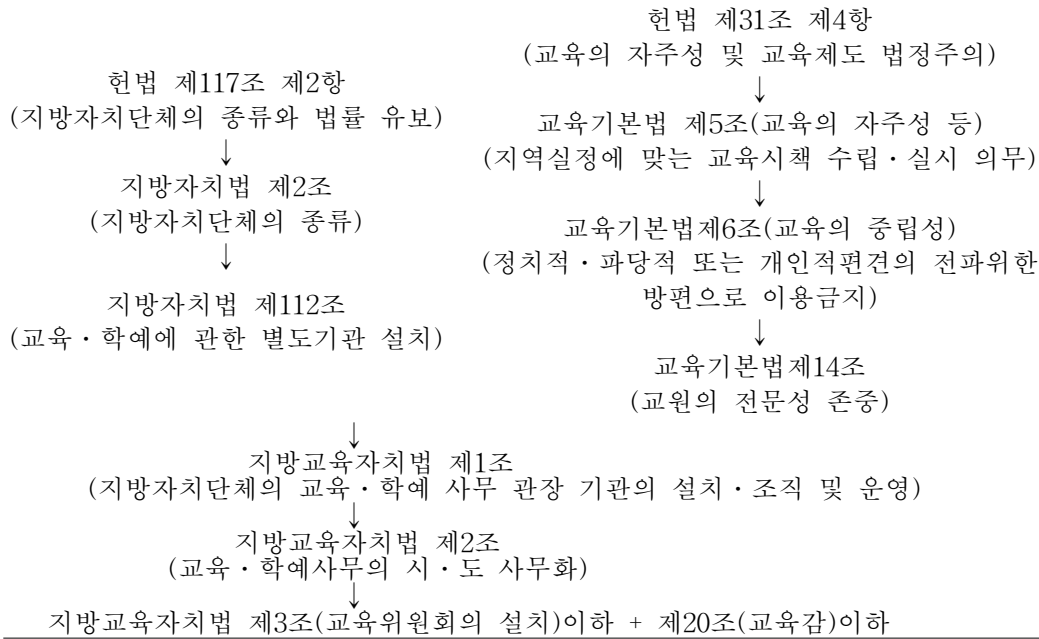 헌법 제117조 제2항
(지방자치단체의 종류와 법률 유보)
↓
지방자치법 제2조
(지방자치단체의 종류)
↓
지방자치법 제112조
(교육・학예에 관한 별도기관 설치)
헌법 제31조 제4항
(교육의 자주성 및 교육제도 법정주의)
↓
교육기본법 제5조(교육의 자주성 등)
(지역실정에 맞는 교육시책 수립・실시 의무)
↓
교육기본법제6조(교육의 중립성)
(정치적・파당적 또는 개인적편견의 전파위한
방편으로 이용금지)
↓
교육기본법제14조
(교원의 전문성 존중)
↓
지방교육자치법 제1조
(지방자치단체의 교육・학예 사무 관장 기관의 설치・조직 및 운영)
↓
지방교육자치법 제2조
(교육・학예사무의 시・도 사무화)
↓
지방교육자치법 제3조(교육위원회의 설치)이하 + 제20조(교육감)이하